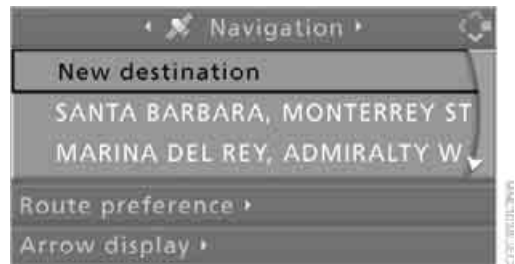 Navigation
New destination
SANTA BARBARA, MONTERREY ST
MARINA DEL REY, ADMIRALTY W
Route preference
Arrow display